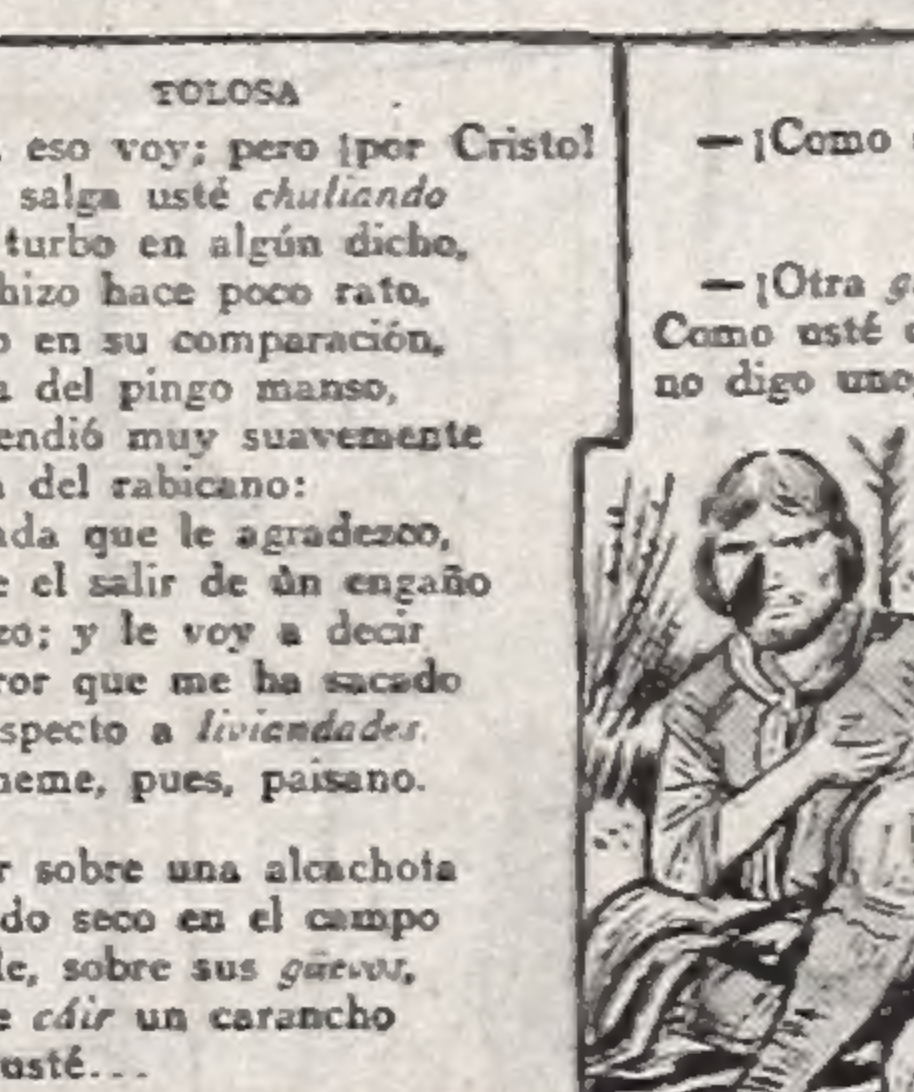 TOLOSA
eso voy; pero ¡por Cristo!
salga usté chuliando
turbo en algún dicho,
hizo hace poco rato,
en su comparación,
del pingo manso,
endió muy suavemente
del rabicano:
ada que le agradezco,
e el salir de ùn engaño
zo; y le voy a decir
ror que me ha sacado
specto a liviendades.
neme, pues, paisano.
r sobre una alcachota
do seco en el campo
le, sobre sus güevos,
e cáir un carancho
usté...
— ¡Como
— ¡Otra
Como usté
no digo uno